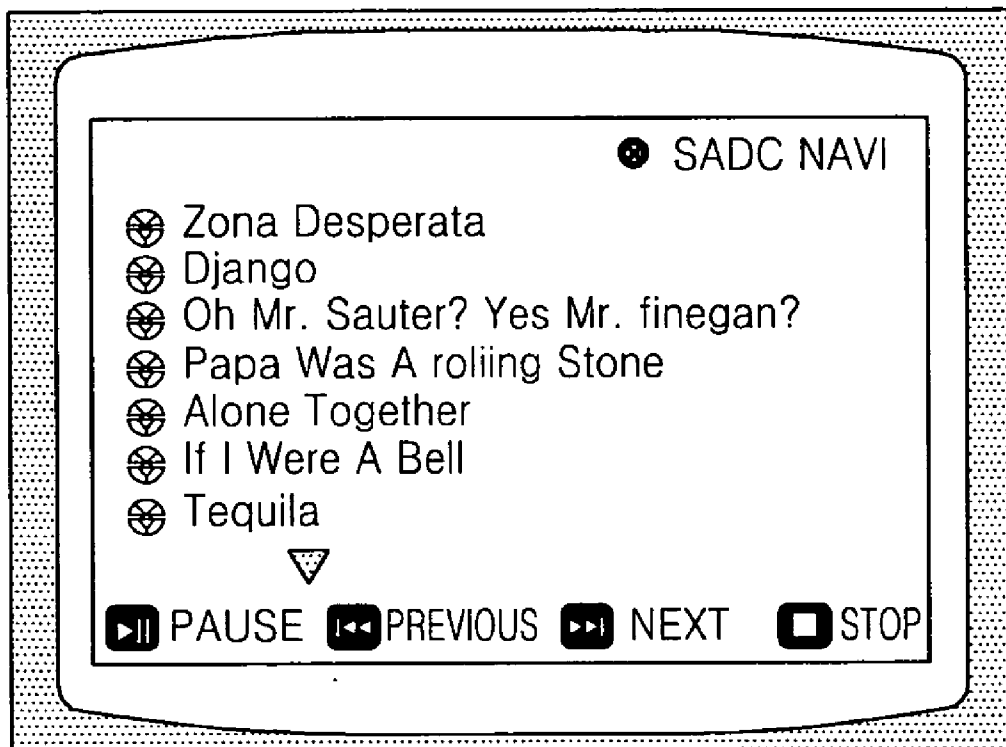 SADC NAVI
Zona Desperata
Django
Oh Mr. Sauter? Yes Mr. finegan?
Papa Was A roliing Stone
Alone Together
If I Were A Bell
Tequila
PAUSE PREVIOUS NEXT STOP